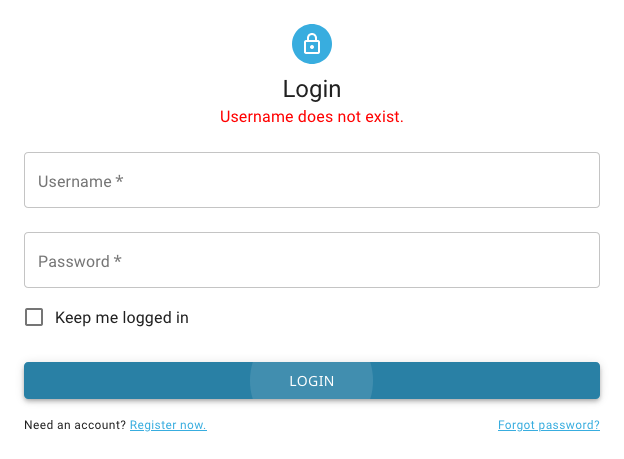 Login
Username does not exist.
Username *
Password *
Keep me logged in
LOGIN
Need an account? Register now. Forgot password?